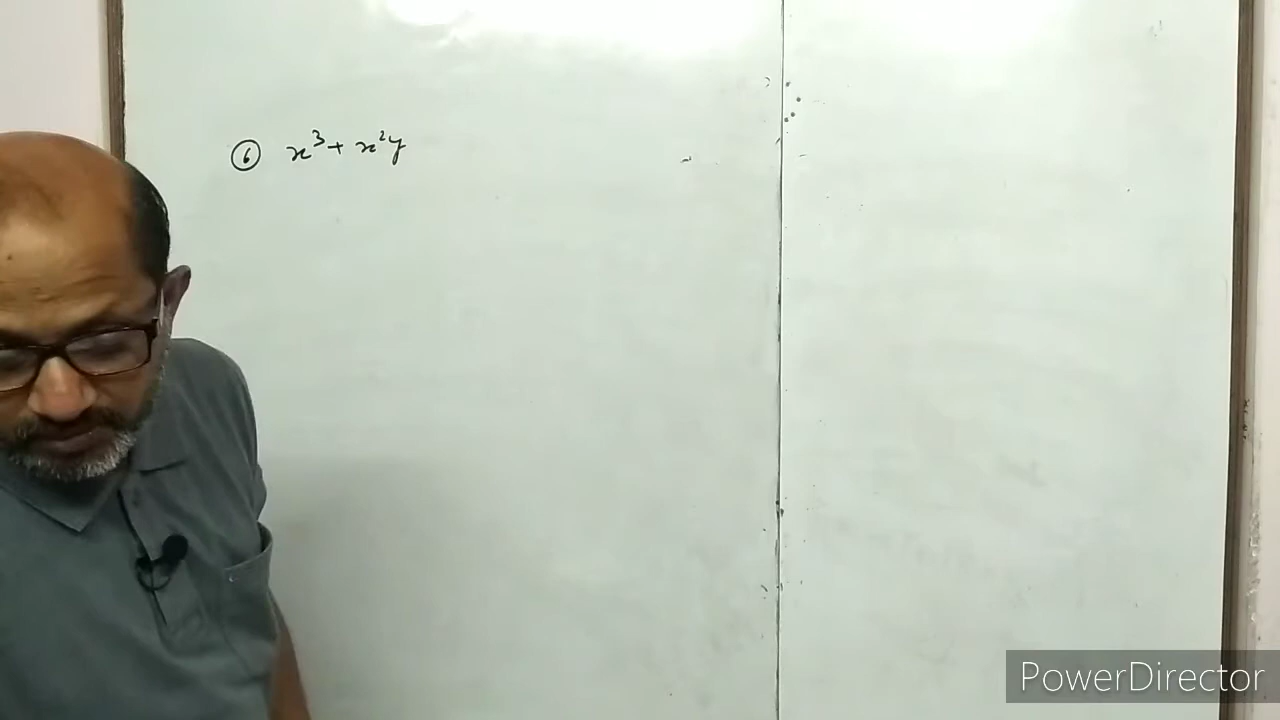 ⑥ x³ + x²y
PowerDirector